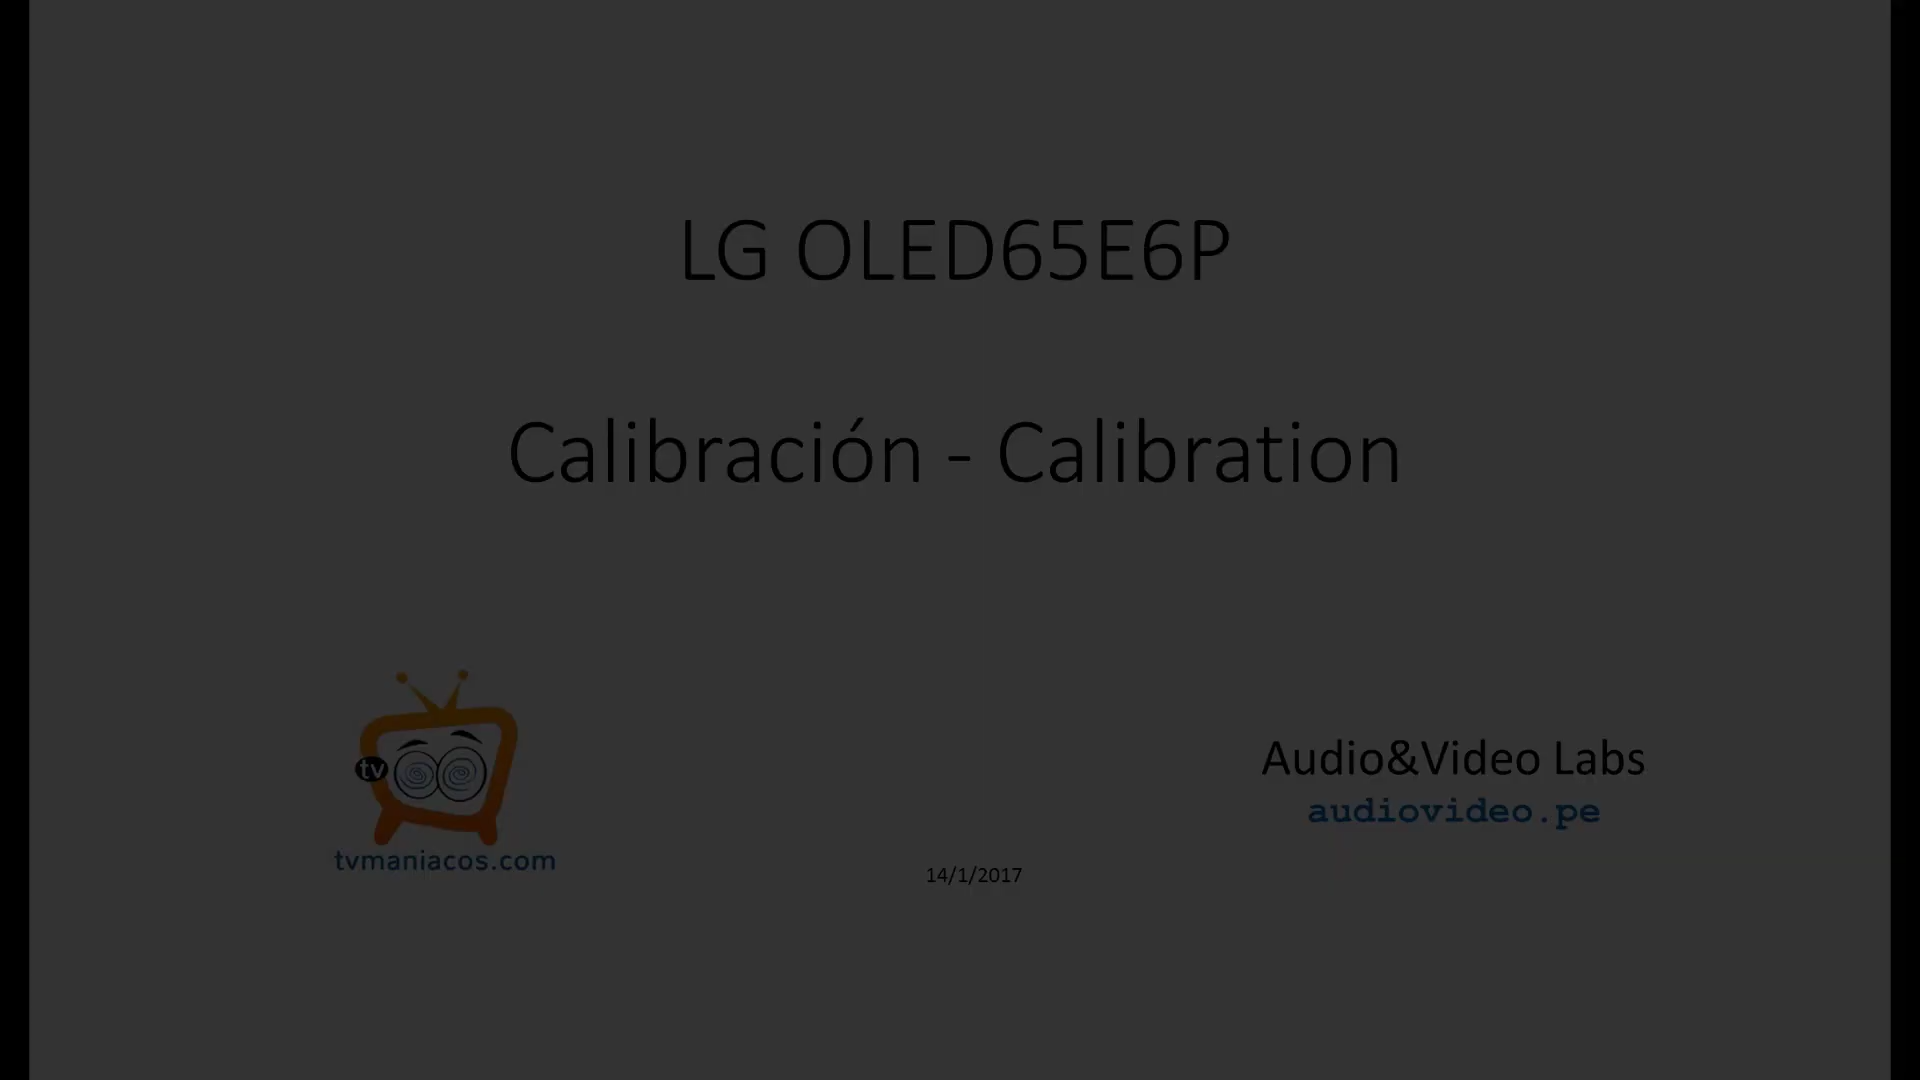 LG OLED65E6P
Calibración - Calibration
tv
tvmaniacos.com
Audio&Video Labs
audiovideo.pe
14/1/2017